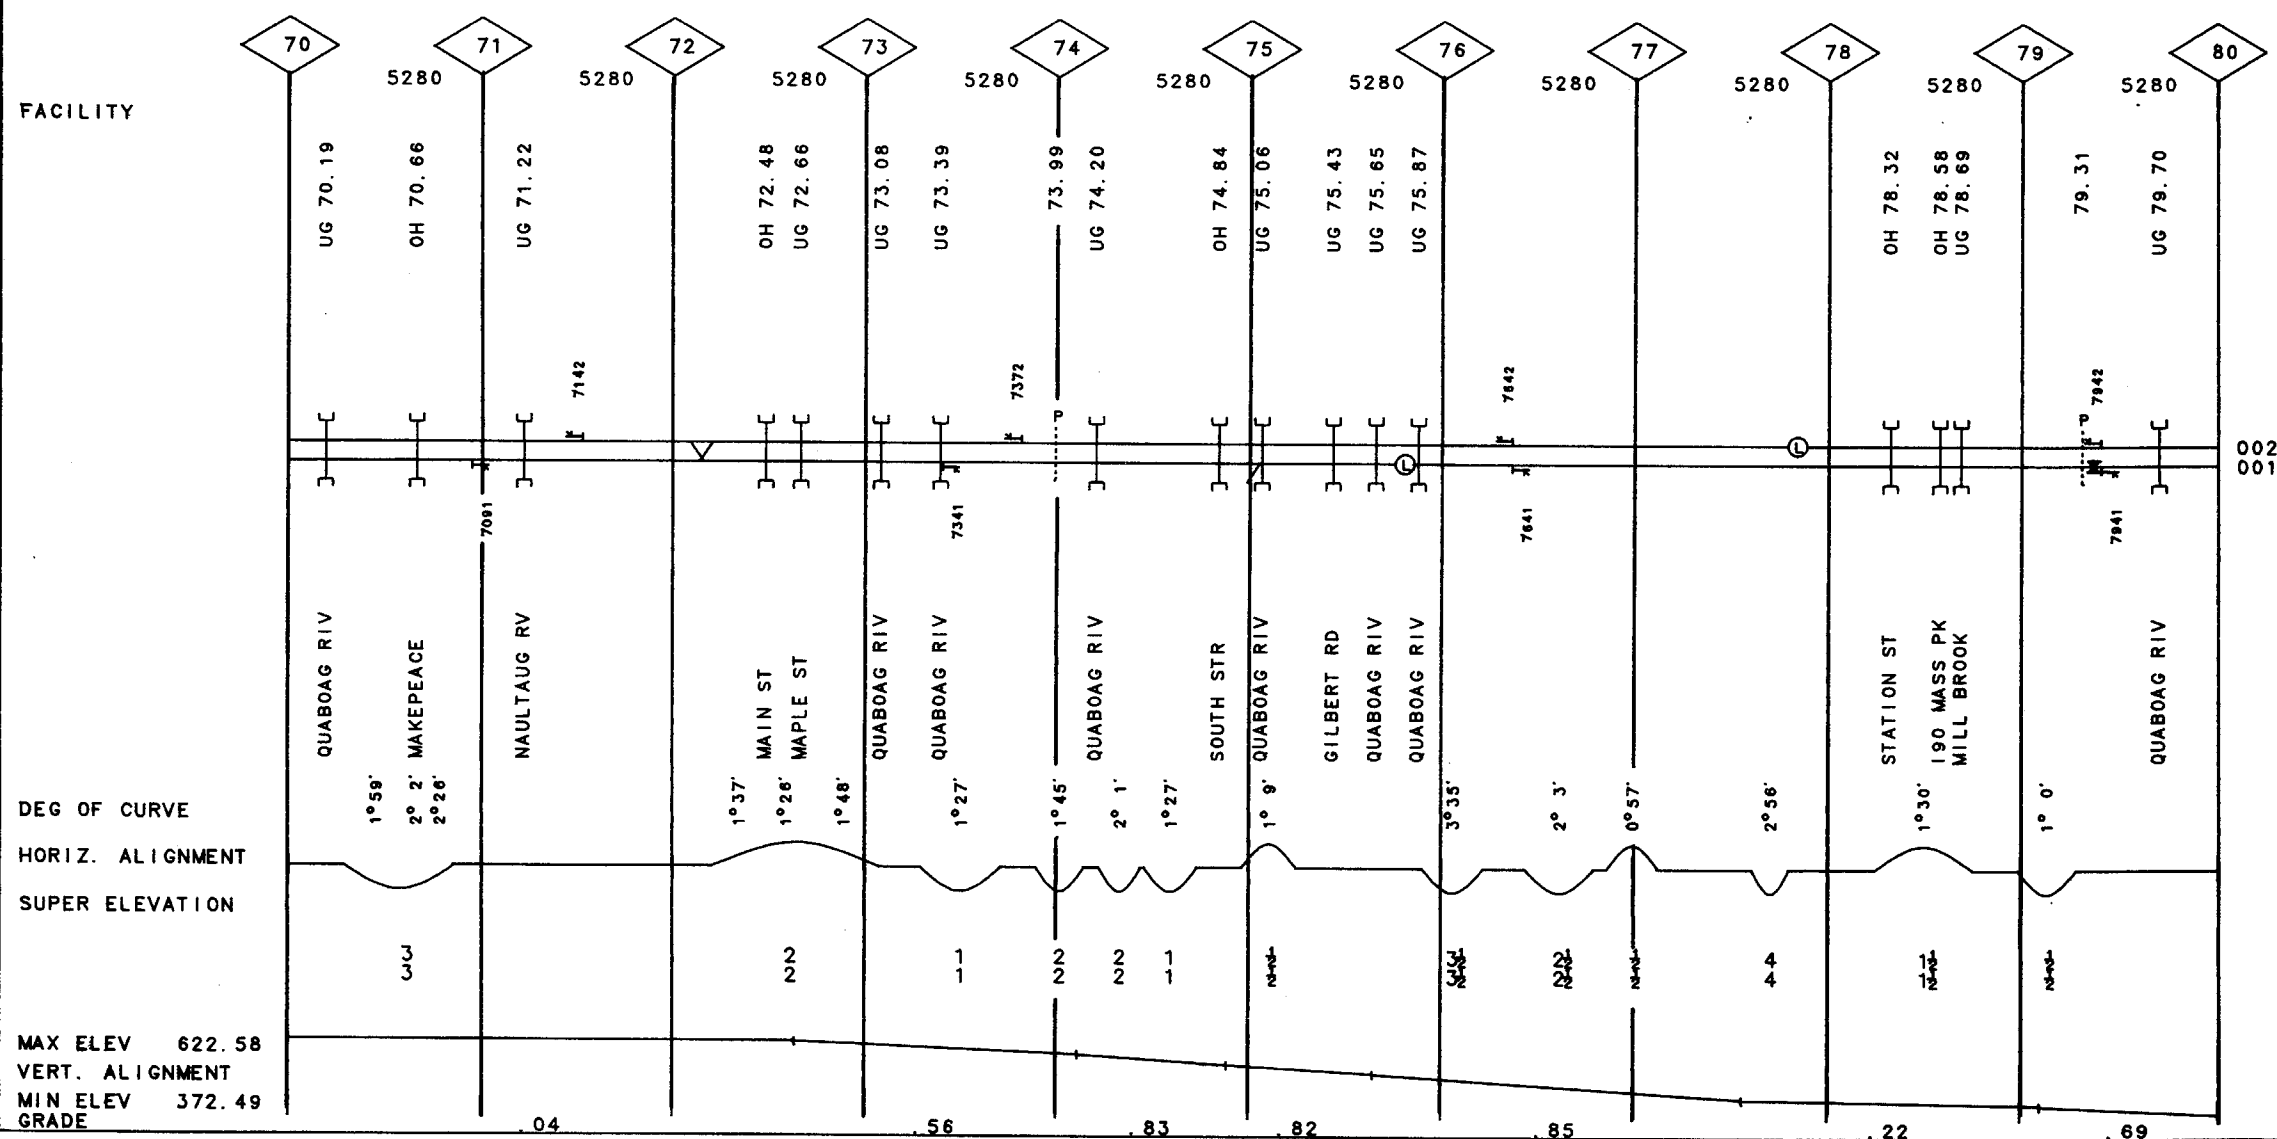 70 71 72 73 74 75 76 77 78 79 80
5280 5280 5280 5280 5280 5280 5280 5280 5280 5280
FACILITY
UG 70.19
OH 70.66
UG 71.22
OH 72.48
UG 72.66
UG 73.08
UG 73.39
73.99
UG 74.20
OH 74.84
UG 75.06
UG 75.43
UG 75.65
UG 75.87
OH 78.32
OH 78.58
UG 78.69
79.31
UG 79.70
7142
7372
7642
7942
P
P
L
L
002
001
7091
7341
7641
7941
QUABOAG RIV
MAKEPEACE
NAULTAUG RV
MAIN ST
MAPLE ST
QUABOAG RIV
QUABOAG RIV
QUABOAG RIV
SOUTH STR
QUABOAG RIV
GILBERT RD
QUABOAG RIV
QUABOAG RIV
STATION ST
I90 MASS PK
MILL BROOK
QUABOAG RIV
DEG OF CURVE
1°59'
2° 2'
2°26'
1°37'
1°26'
1°48'
1°27'
1°45'
2° 1'
1°27'
1° 9'
3°35'
2° 3'
0°57'
2°56'
1°30'
1° 0'
HORIZ. ALIGNMENT
SUPER ELEVATION
3 2 1 2 2 1 4
3 2 1 2 2 1 4
MAX ELEV 622.58
VERT. ALIGNMENT
MIN ELEV 372.49
GRADE .04 .56 .83 .82 .85 .22 .69